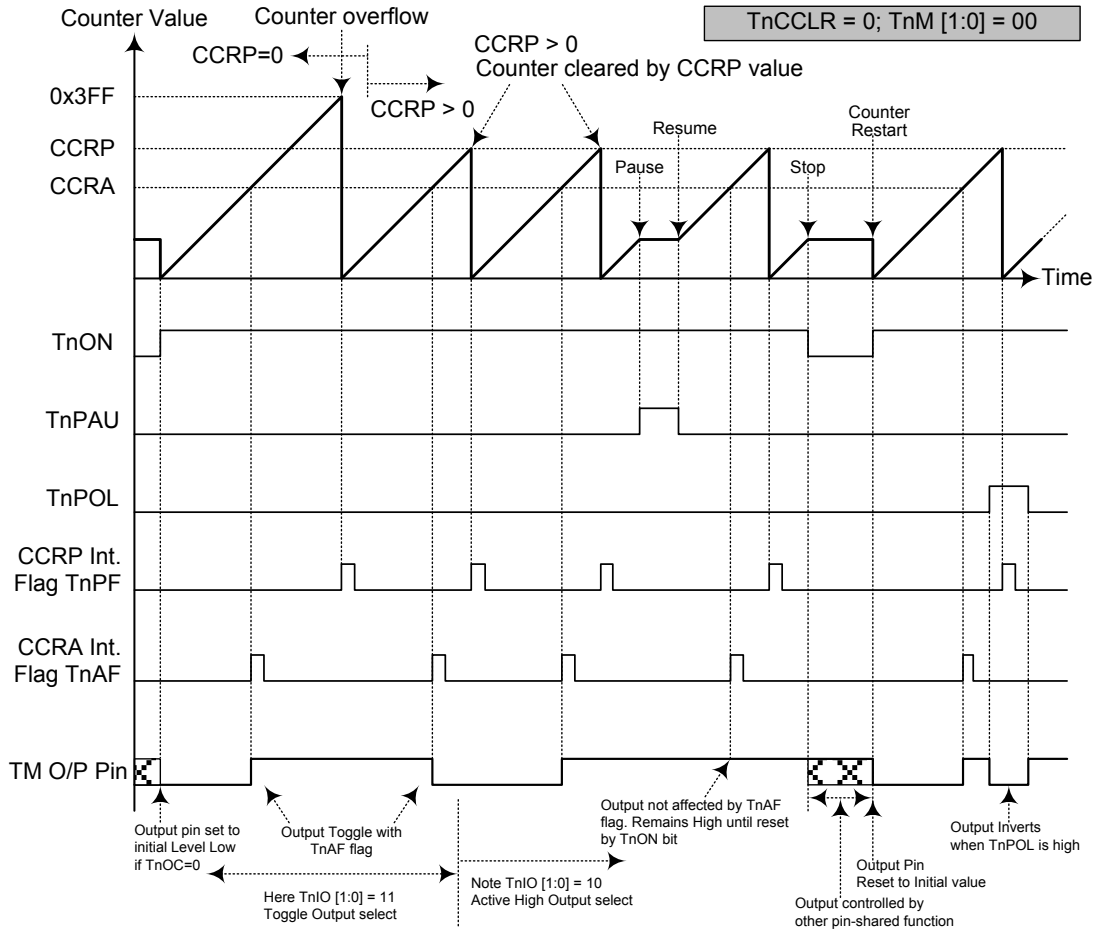 Counter Value
Counter overflow
TnCCLR = 0; TnM [1:0] = 00
CCRP=0
CCRP > 0
CCRP > 0
Counter cleared by CCRP value
0x3FF
CCRP
CCRA
Pause
Resume
Stop
Counter
Restart
Time
TnON
TnPAU
TnPOL
CCRP Int.
Flag TnPF
CCRA Int.
Flag TnAF
TM O/P Pin
Output pin set to
initial Level Low
if TnOC=0
Output Toggle with
TnAF flag
Here TnIO [1:0] = 11
Toggle Output select
Note TnIO [1:0] = 10
Active High Output select
Output not affected by TnAF
flag. Remains High until reset
by TnON bit
Output controlled by
other pin-shared function
Output Pin
Reset to Initial value
Output Inverts
when TnPOL is high